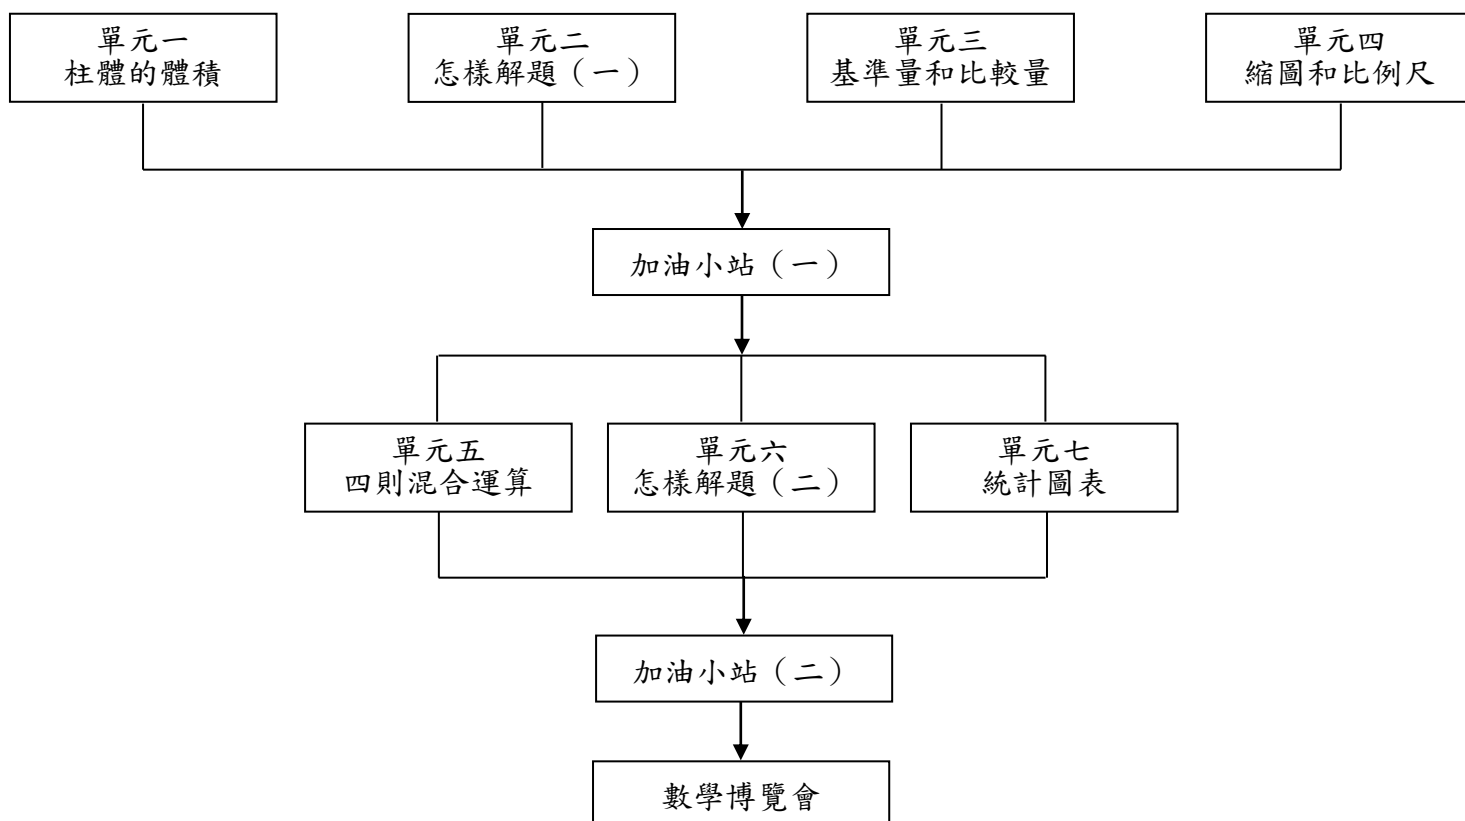 單元一
柱體的體積
單元二
怎樣解題（一）
單元三
基準量和比較量
單元四
縮圖和比例尺
加油小站（一）
單元五
四則混合運算
單元六
怎樣解題（二）
單元七
統計圖表
加油小站（二）
數學博覽會